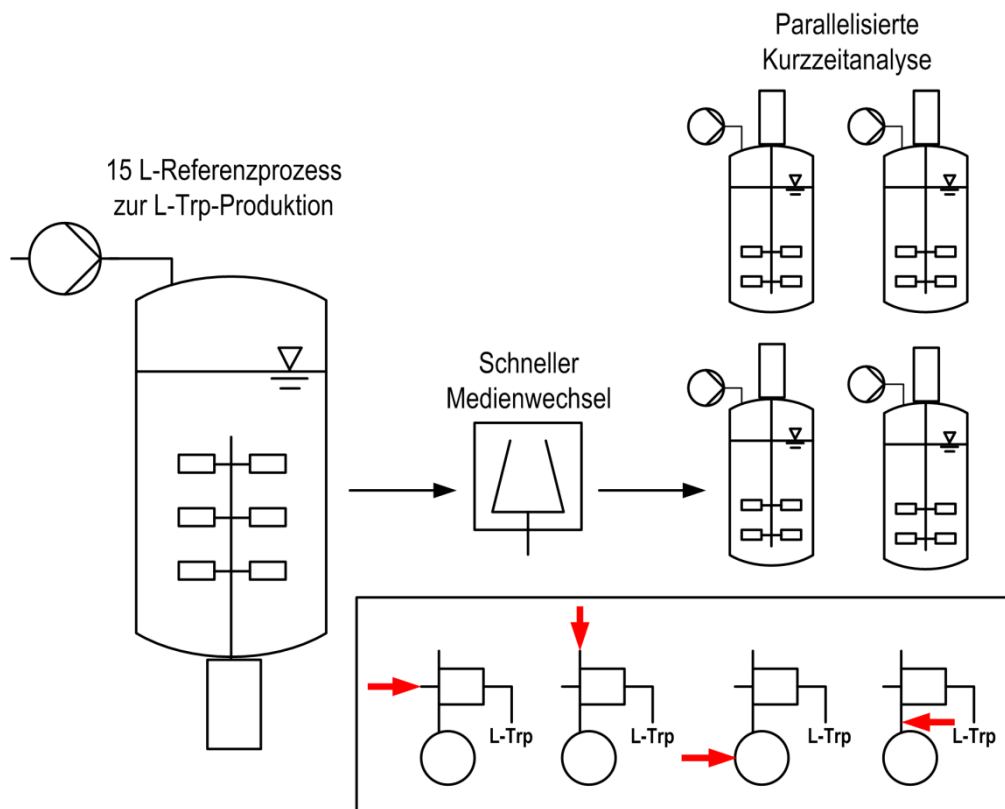 Parallelisierte
Kurzzeitanalyse
15 L-Referenzprozess
zur L-Trp-Produktion
Schneller
Medienwechsel
L-Trp
L-Trp
L-Trp
L-Trp